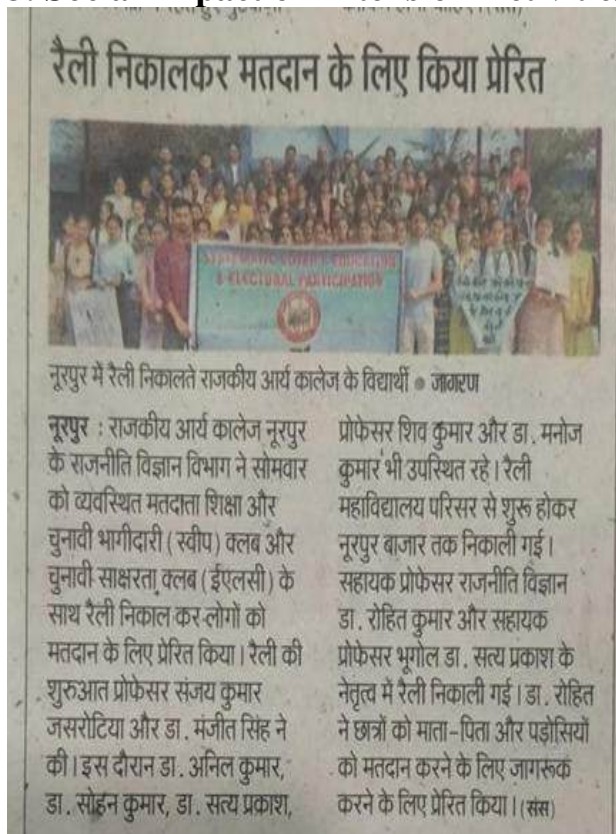 रैली निकालकर मतदान के लिए किया प्रेरित
SYSTEMATIC VOTER'S EDUCATION
& ELECTORAL PARTICIPATION
नूरपुर में रैली निकालते राजकीय आर्य कालेज के विद्यार्थी ● जागरण
नूरपुर : राजकीय आर्य कालेज नूरपुर
के राजनीति विज्ञान विभाग ने सोमवार
को व्यवस्थित मतदाता शिक्षा और
चुनावी भागीदारी (स्वीप) क्लब और
चुनावी साक्षरता क्लब (ईएलसी) के
साथ रैली निकाल कर लोगों को
मतदान के लिए प्रेरित किया। रैली की
शुरुआत प्रोफेसर संजय कुमार
जसरोटिया और डा. मंजीत सिंह ने
की। इस दौरान डा. अनिल कुमार,
डा. सोहन कुमार, डा. सत्य प्रकाश,
प्रोफेसर शिव कुमार और डा. मनोज
कुमार भी उपस्थित रहे। रैली
महाविद्यालय परिसर से शुरू होकर
नूरपुर बाजार तक निकाली गई।
सहायक प्रोफेसर राजनीति विज्ञान
डा. रोहित कुमार और सहायक
प्रोफेसर भूगोल डा. सत्य प्रकाश के
नेतृत्व में रैली निकाली गई। डा. रोहित
ने छात्रों को माता-पिता और पड़ोसियों
को मतदान करने के लिए जागरूक
करने के लिए प्रेरित किया। (संस)